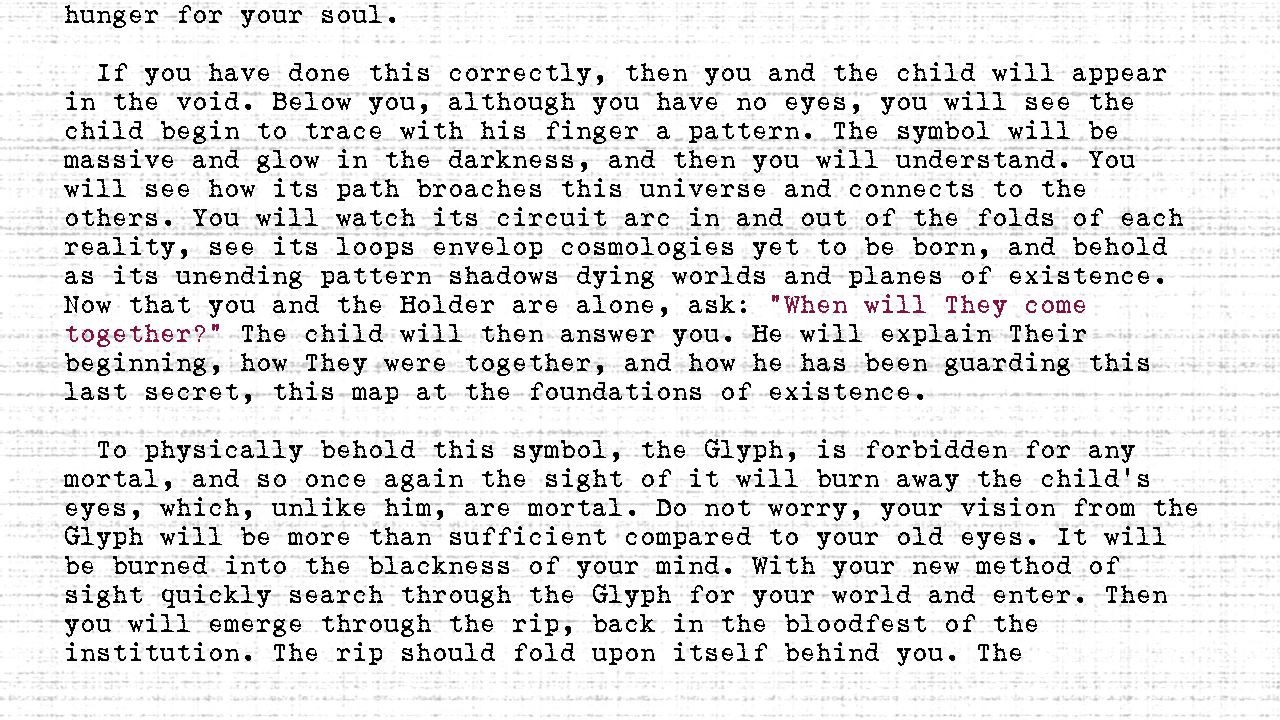 hunger for your soul.
If you have done this correctly, then you and the child will appear
in the void. Below you, although you have no eyes, you will see the
child begin to trace with his finger a pattern. The symbol will be
massive and glow in the darkness, and then you will understand. You
will see how its path broaches this universe and connects to the
others. You will watch its circuit arc in and out of the folds of each
reality, see its loops envelop cosmologies yet to be born, and behold
as its unending pattern shadows dying worlds and planes of existence.
Now that you and the Holder are alone, ask: "When will They come
together?" The child will then answer you. He will explain Their
beginning, how They were together, and how he has been guarding this
last secret, this map at the foundations of existence.
To physically behold this symbol, the Glyph, is forbidden for any
mortal, and so once again the sight of it will burn away the child's
eyes, which, unlike him, are mortal. Do not worry, your vision from the
Glyph will be more than sufficient compared to your old eyes. It will
be burned into the blackness of your mind. With your new method of
sight quickly search through the Glyph for your world and enter. Then
you will emerge through the rip, back in the bloodfest of the
institution. The rip should fold upon itself behind you. The